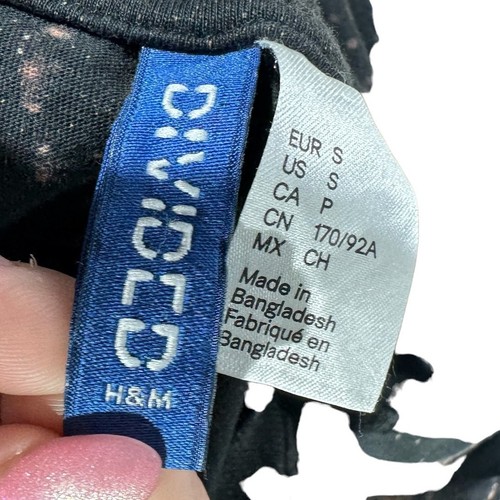 DIVIDED
H&M
EUR S
US S
CA P
CN 170/92A
MX CH
Made in
Bangladesh
Fabriqué en
Bangladesh